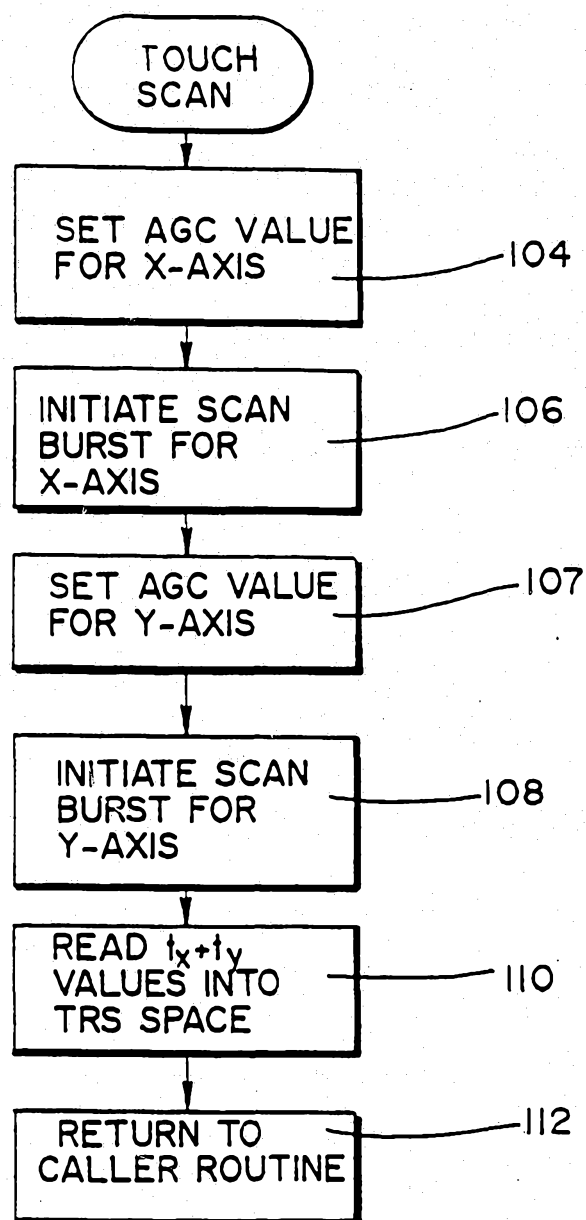 TOUCH
SCAN
SET AGC VALUE
FOR X-AXIS
104
INITIATE SCAN
BURST FOR
X-AXIS
106
SET AGC VALUE
FOR Y-AXIS
107
INITIATE SCAN
BURST FOR
Y-AXIS
108
READ tx+ty
VALUES INTO
TRS SPACE
110
RETURN TO
CALLER ROUTINE
112